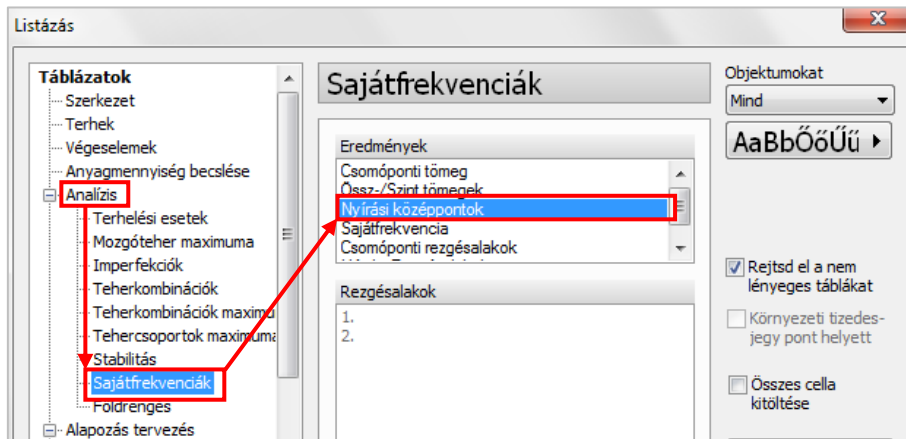 Listázás
Táblázatok
Szerkezet
Terhek
Végeselemek
Anyagmennyiség becslése
Analízis
Terhelési esetek
Mozgóteher maximuma
Imperfekciók
Teherkombinációk
Teherkombinációk maximu
Tehercsoportok maximuma
Stabilitás
Sajátfrekvenciák
Földrengés
Alapozás tervezés
Sajátfrekvenciák
Eredmények
Csomóponti tömeg
Össz-/Szint tömegek
Nyírási középpontok
Sajátfrekvencia
Csomóponti rezgésalakok
Rezgésalakok
1.
2.
Objektumokat
Mind
AaBbŐőŰű
Rejtsd el a nem
lényeges táblákat
Környezeti tizedes-
jegy pont helyett
Összes cella
kitöltése